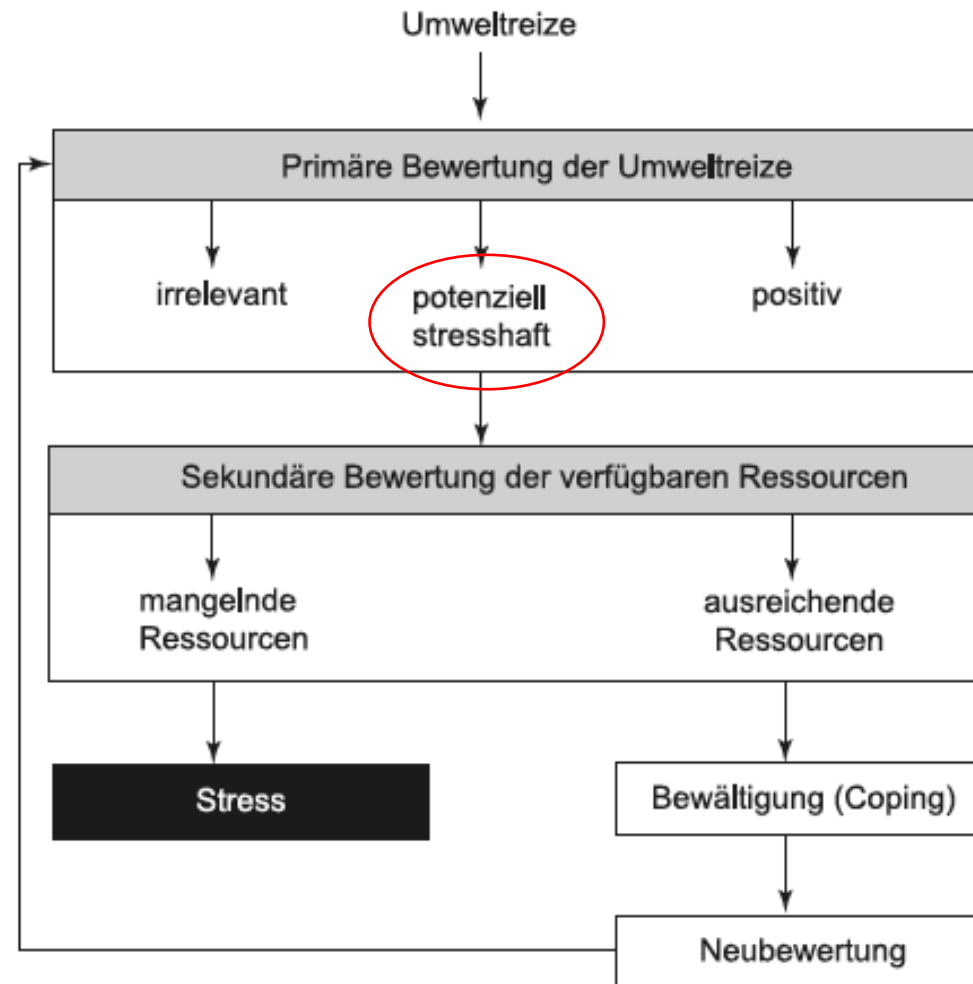 Umweltreize
Primäre Bewertung der Umweltreize
irrelevant
potenziell
stresshaft
positiv
Sekundäre Bewertung der verfügbaren Ressourcen
mangelnde
Ressourcen
ausreichende
Ressourcen
Stress
Bewältigung (Coping)
Neubewertung